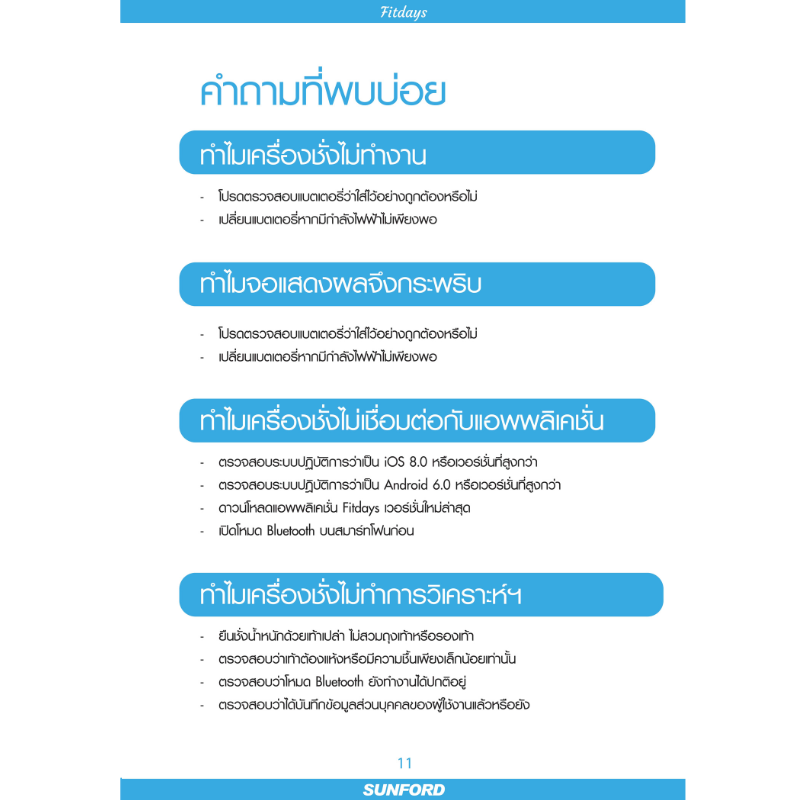 Fitdays
คำถามที่พบบ่อย
ทำไมเครื่องชั่งไม่ทำงาน
- โปรดตรวจสอบแบตเตอรี่ว่าใส่ไว้อย่างถูกต้องหรือไม่
- เปลี่ยนแบตเตอรี่หากมีกำลังไฟฟ้าไม่เพียงพอ
ทำไมจอแสดงผลจึงกระพริบ
- โปรดตรวจสอบแบตเตอรี่ว่าใส่ไว้อย่างถูกต้องหรือไม่
- เปลี่ยนแบตเตอรี่หากมีกำลังไฟฟ้าไม่เพียงพอ
ทำไมเครื่องชั่งไม่เชื่อมต่อกับแอพพลิเคชั่น
- ตรวจสอบระบบปฏิบัติการว่าเป็น iOS 8.0 หรือเวอร์ชั่นที่สูงกว่า
- ตรวจสอบระบบปฏิบัติการว่าเป็น Android 6.0 หรือเวอร์ชั่นที่สูงกว่า
- ดาวน์โหลดแอพพลิเคชั่น Fitdays เวอร์ชั่นใหม่ล่าสุด
- เปิดโหมด Bluetooth บนสมาร์ทโฟนก่อน
ทำไมเครื่องชั่งไม่ทำการวิเคราะห์ฯ
- ยืนชั่งน้ำหนักด้วยเท้าเปล่า ไม่สวมถุงเท้าหรือรองเท้า
- ตรวจสอบว่าเท้าต้องแห้งหรือมีความชื้นเพียงเล็กน้อยเท่านั้น
- ตรวจสอบว่าโหมด Bluetooth ยังทำงานได้ปกติอยู่
- ตรวจสอบว่าได้บันทึกข้อมูลส่วนบุคคลของผู้ใช้งานแล้วหรือยัง
11
SUNFORD